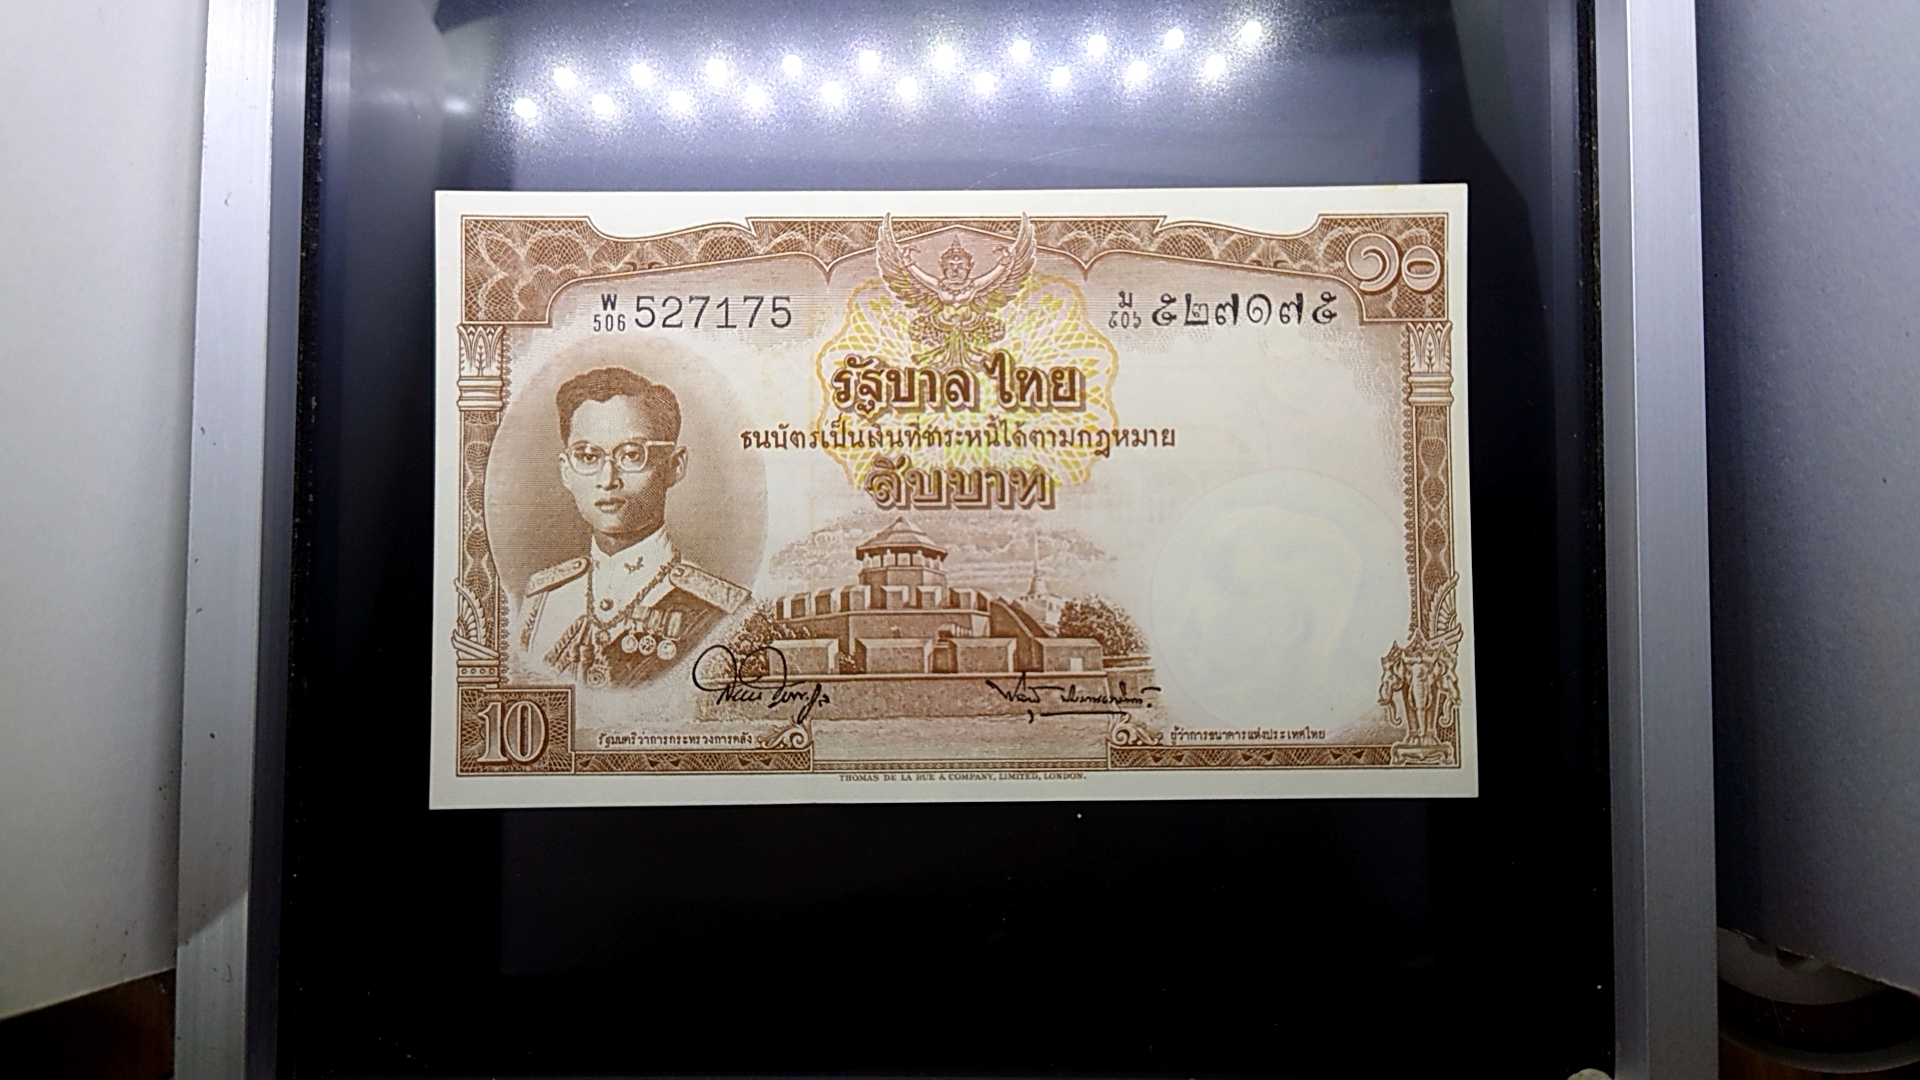 ๑๐
W/506 527175
ม/๕๐๖ ๕๒๗๑๗๕
รัฐบาลไทย
ธนบัตรเป็นเงินที่ชำระหนี้ได้ตามกฎหมาย
สิบบาท
10
รัฐมนตรีว่าการกระทรวงการคลัง
ผู้ว่าการธนาคารแห่งประเทศไทย
THOMAS DE LA RUE & COMPANY, LIMITED, LONDON.